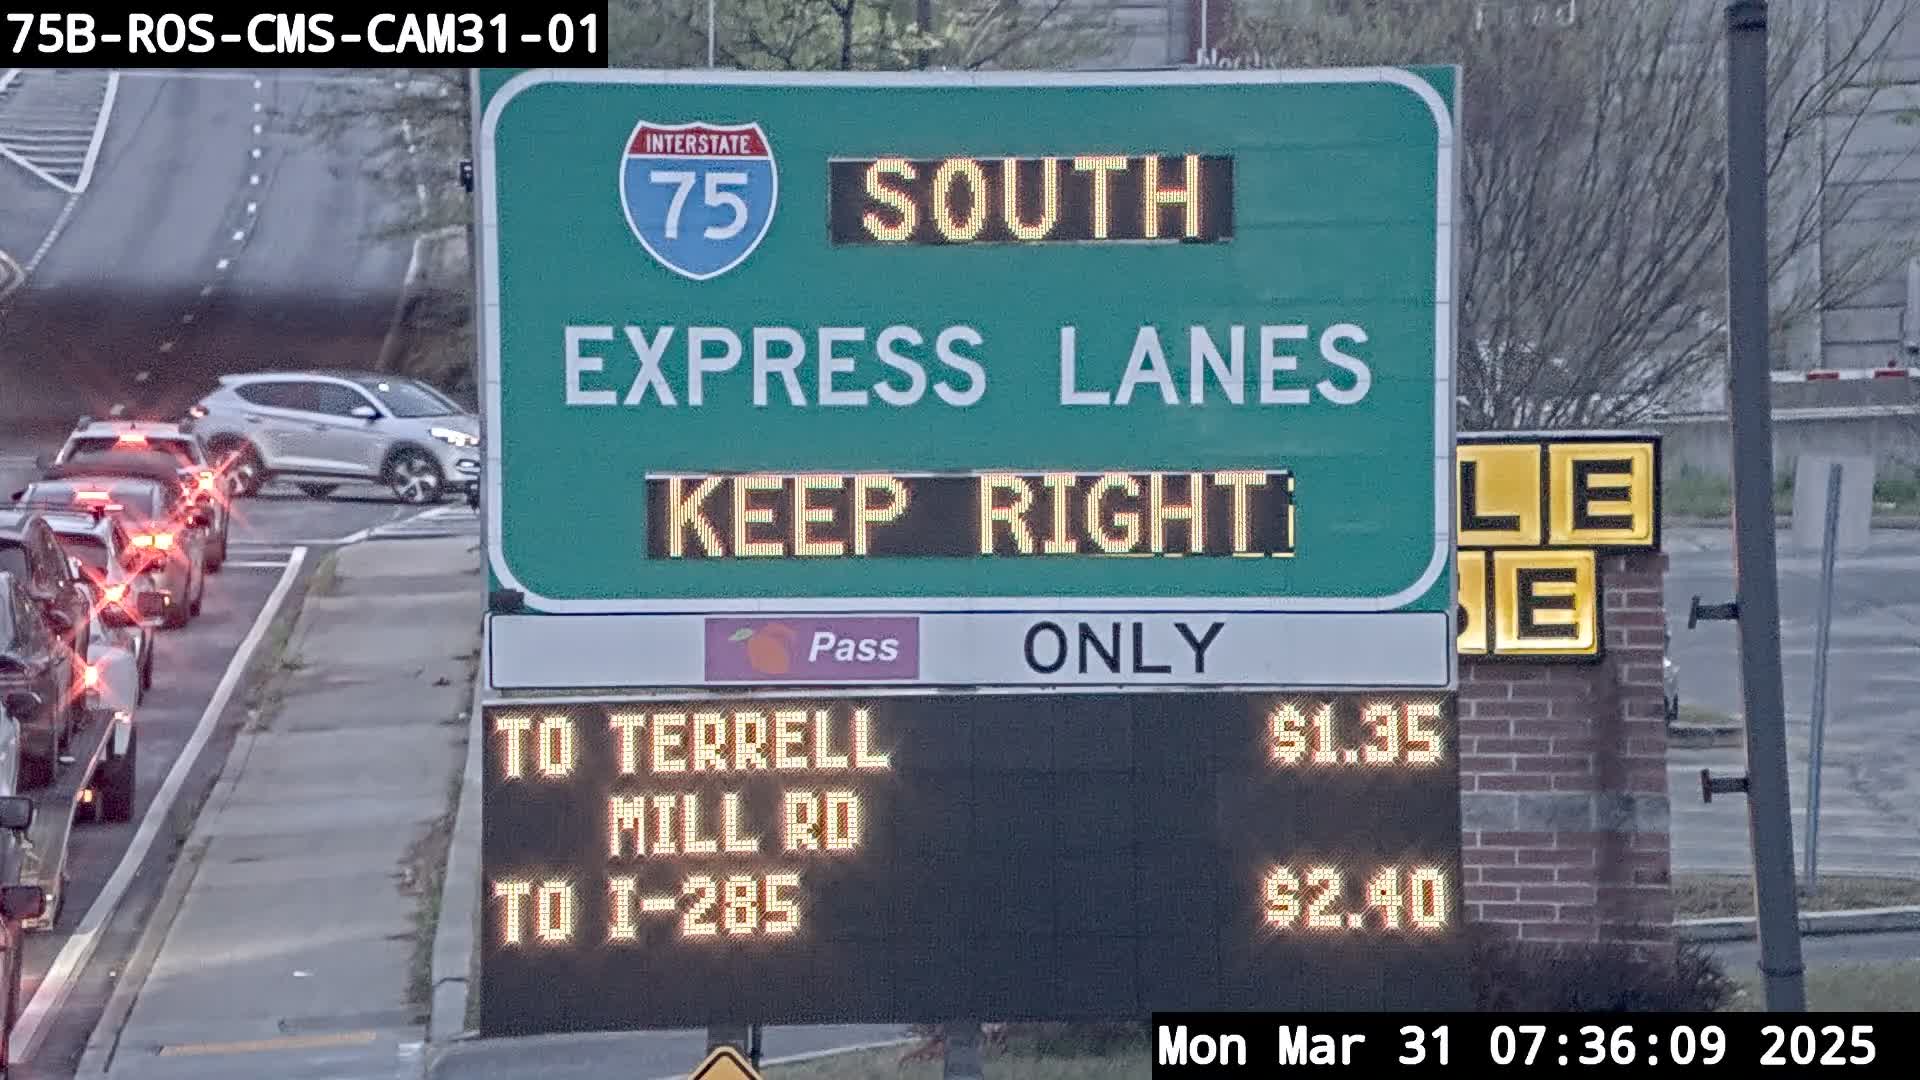 75B-ROS-CMS-CAM31-01
INTERSTATE
75
SOUTH
EXPRESS LANES
KEEP RIGHT
Pass ONLY
TO TERRELL $1.35
MILL RD
TO I-285 $2.40
LE
E
Mon Mar 31 07:36:09 2025